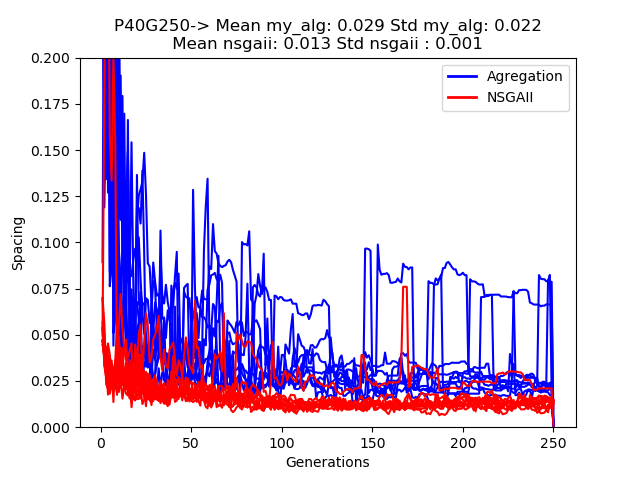 P40G250-> Mean my_alg: 0.029 Std my_alg: 0.022
Mean nsgaii: 0.013 Std nsgaii : 0.001
Agregation
NSGAII
0.200
0.175
0.150
0.125
0.100
0.075
0.050
0.025
0.000
Spacing
0
50
100
150
200
250
Generations